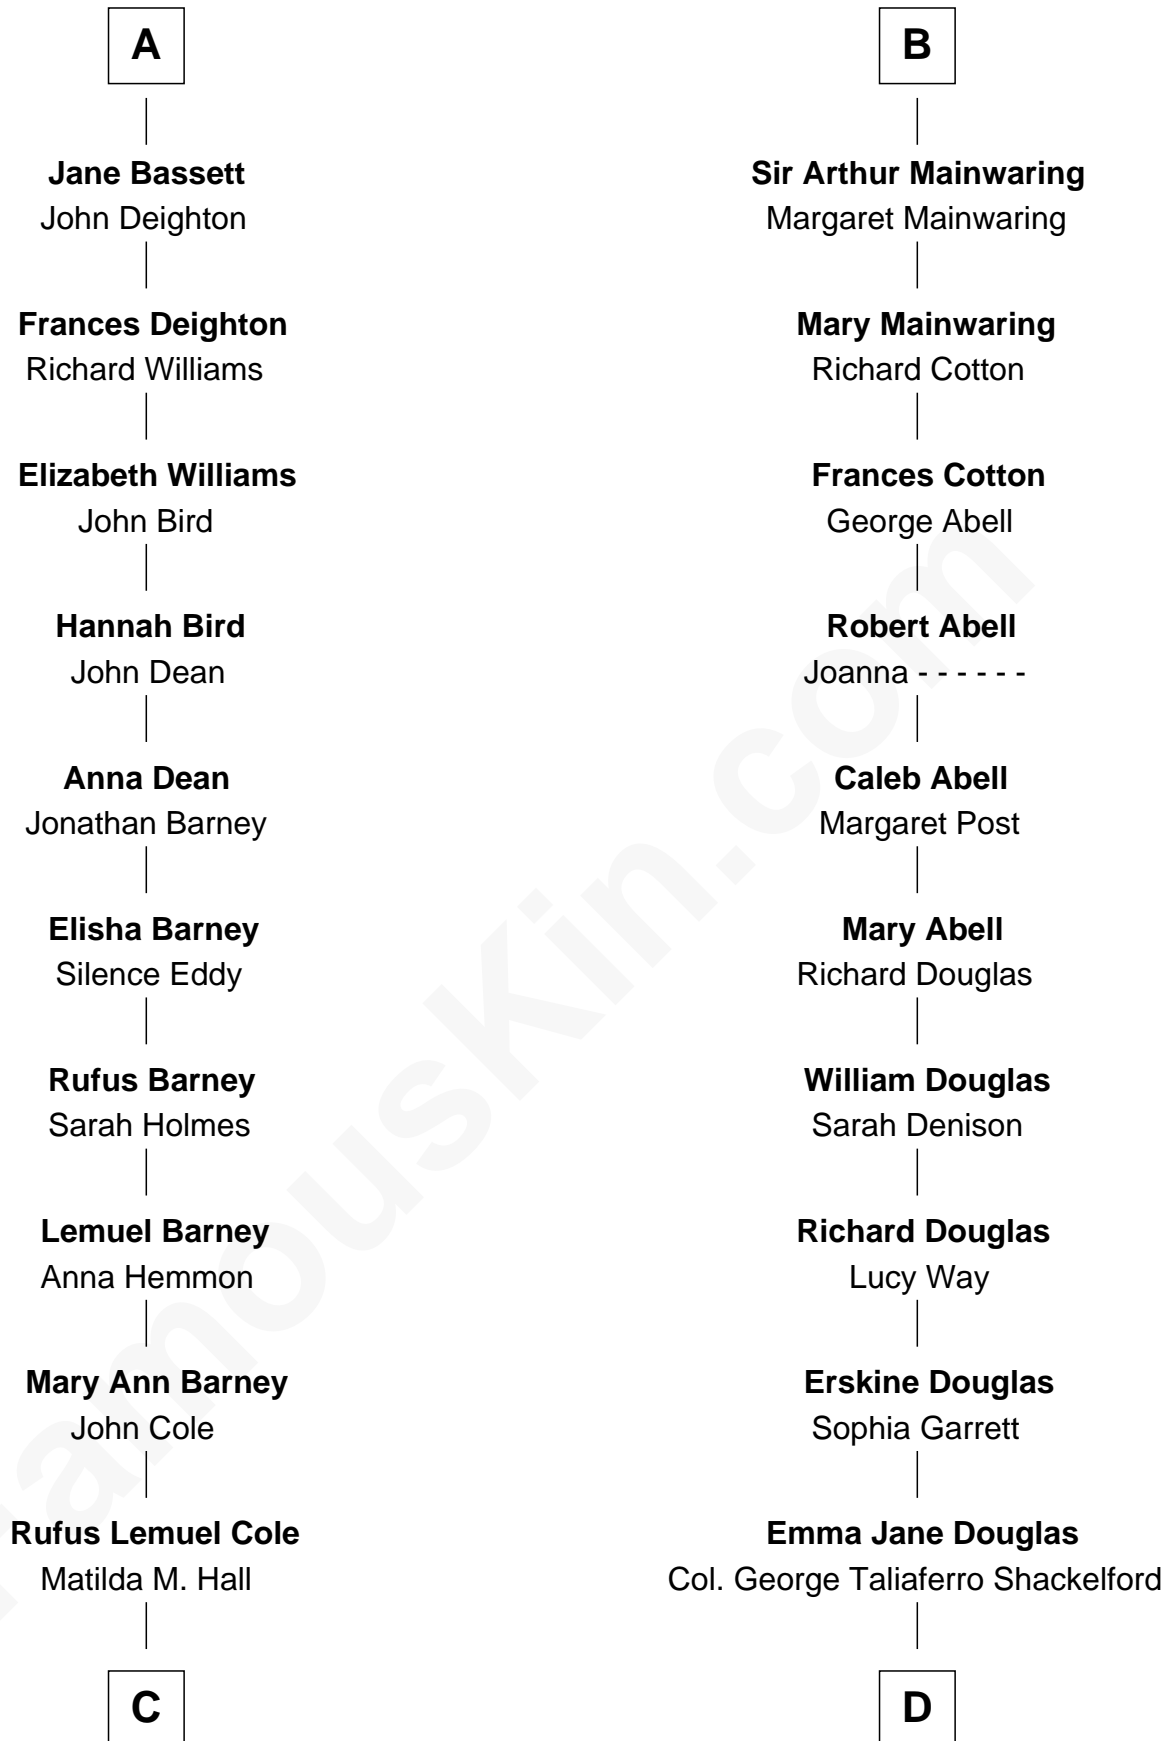 A
Jane Bassett
John Deighton
Frances Deighton
Richard Williams
Elizabeth Williams
John Bird
Hannah Bird
John Dean
Anna Dean
Jonathan Barney
Elisha Barney
Silence Eddy
Rufus Barney
Sarah Holmes
Lemuel Barney
Anna Hemmon
Mary Ann Barney
John Cole
Rufus Lemuel Cole
Matilda M. Hall
C
B
Sir Arthur Mainwaring
Margaret Mainwaring
Mary Mainwaring
Richard Cotton
Frances Cotton
George Abell
Robert Abell
Joanna - - - - - -
Caleb Abell
Margaret Post
Mary Abell
Richard Douglas
William Douglas
Sarah Denison
Richard Douglas
Lucy Way
Erskine Douglas
Sophia Garrett
Emma Jane Douglas
Col. George Taliaferro Shackelford
D
FamousKin.com